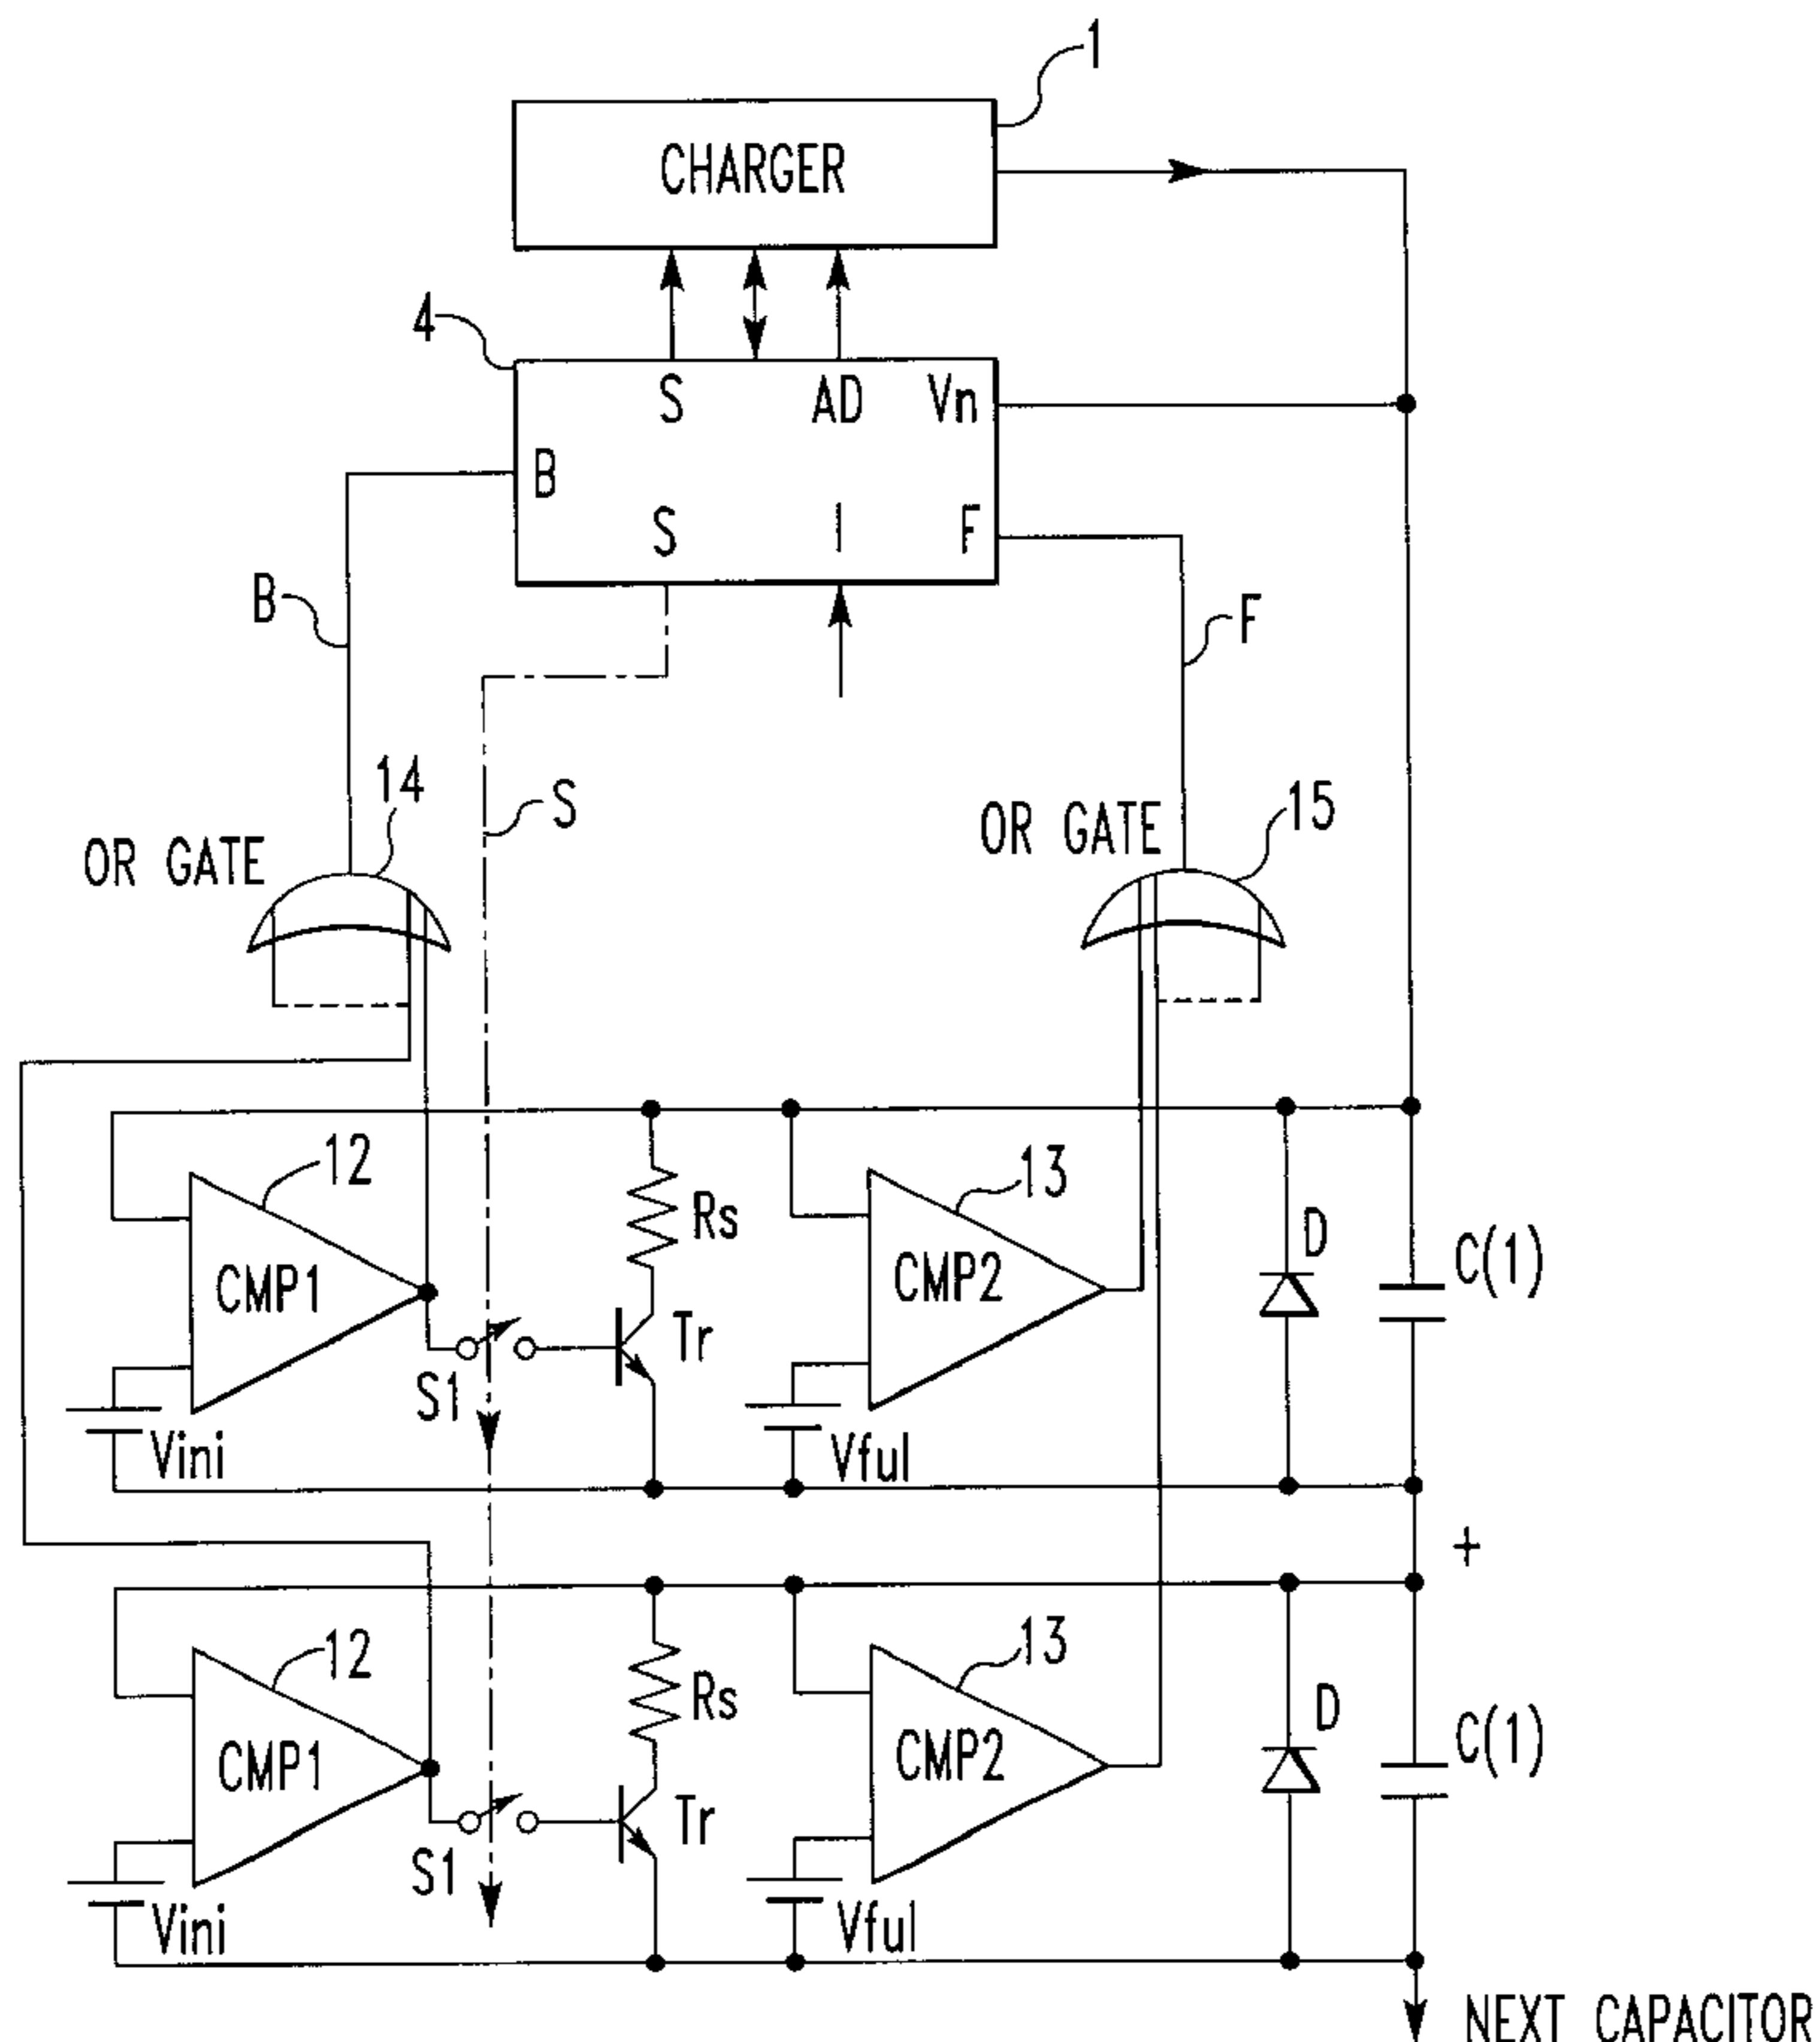 1
CHARGER
4
S AD Vn
B
S I F
B
F
14
S
OR GATE
OR GATE
15
12
13
Rs
D
C(1)
CMP1
CMP2
Tr
S1
Vini
Vful
+
12
13
Rs
D
C(1)
CMP1
CMP2
Tr
S1
Vini
Vful
NEXT CAPACITOR